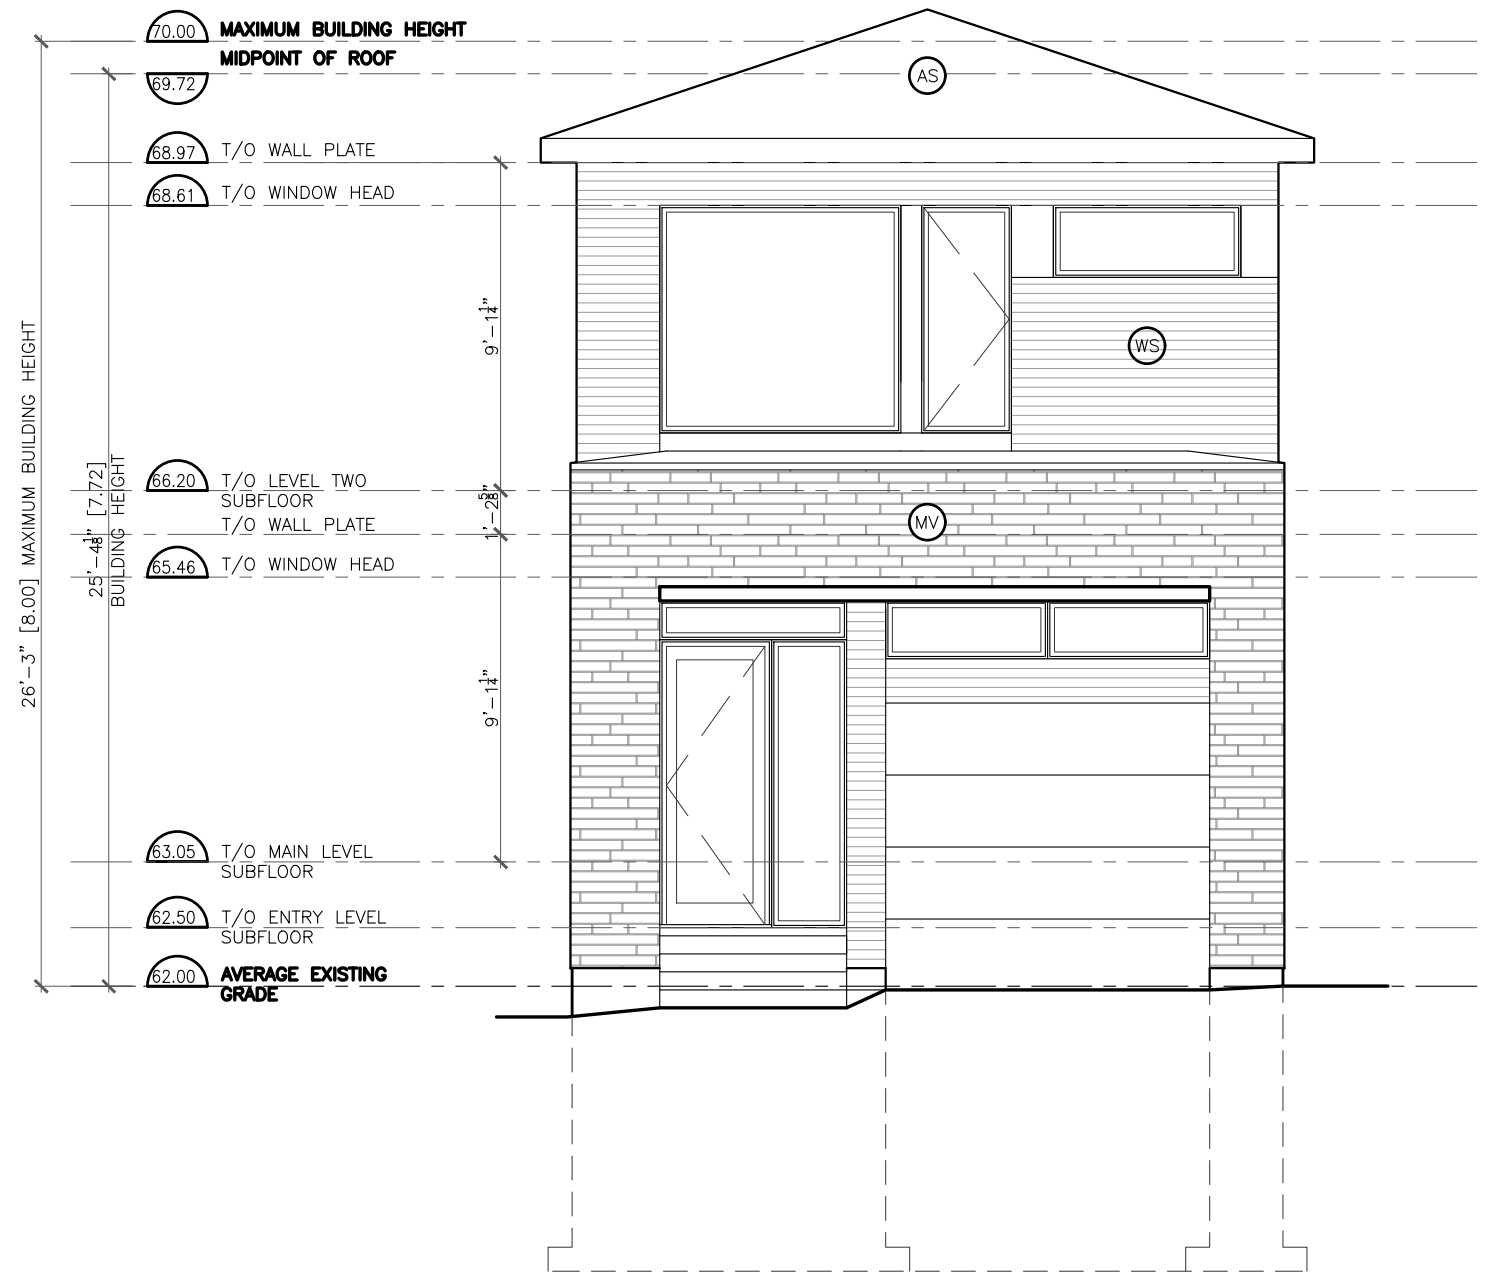 70.00 MAXIMUM BUILDING HEIGHT
MIDPOINT OF ROOF
69.72
AS
68.97 T/O WALL PLATE
68.61 T/O WINDOW HEAD
9'-1¼"
WS
26'-3" [8.00] MAXIMUM BUILDING HEIGHT
25'-4⅛" [7.72]
BUILDING HEIGHT
66.20 T/O LEVEL TWO
SUBFLOOR
1'-2⅝"
MV
T/O WALL PLATE
65.46 T/O WINDOW HEAD
9'-1¼"
63.05 T/O MAIN LEVEL
SUBFLOOR
62.50 T/O ENTRY LEVEL
SUBFLOOR
62.00 AVERAGE EXISTING
GRADE